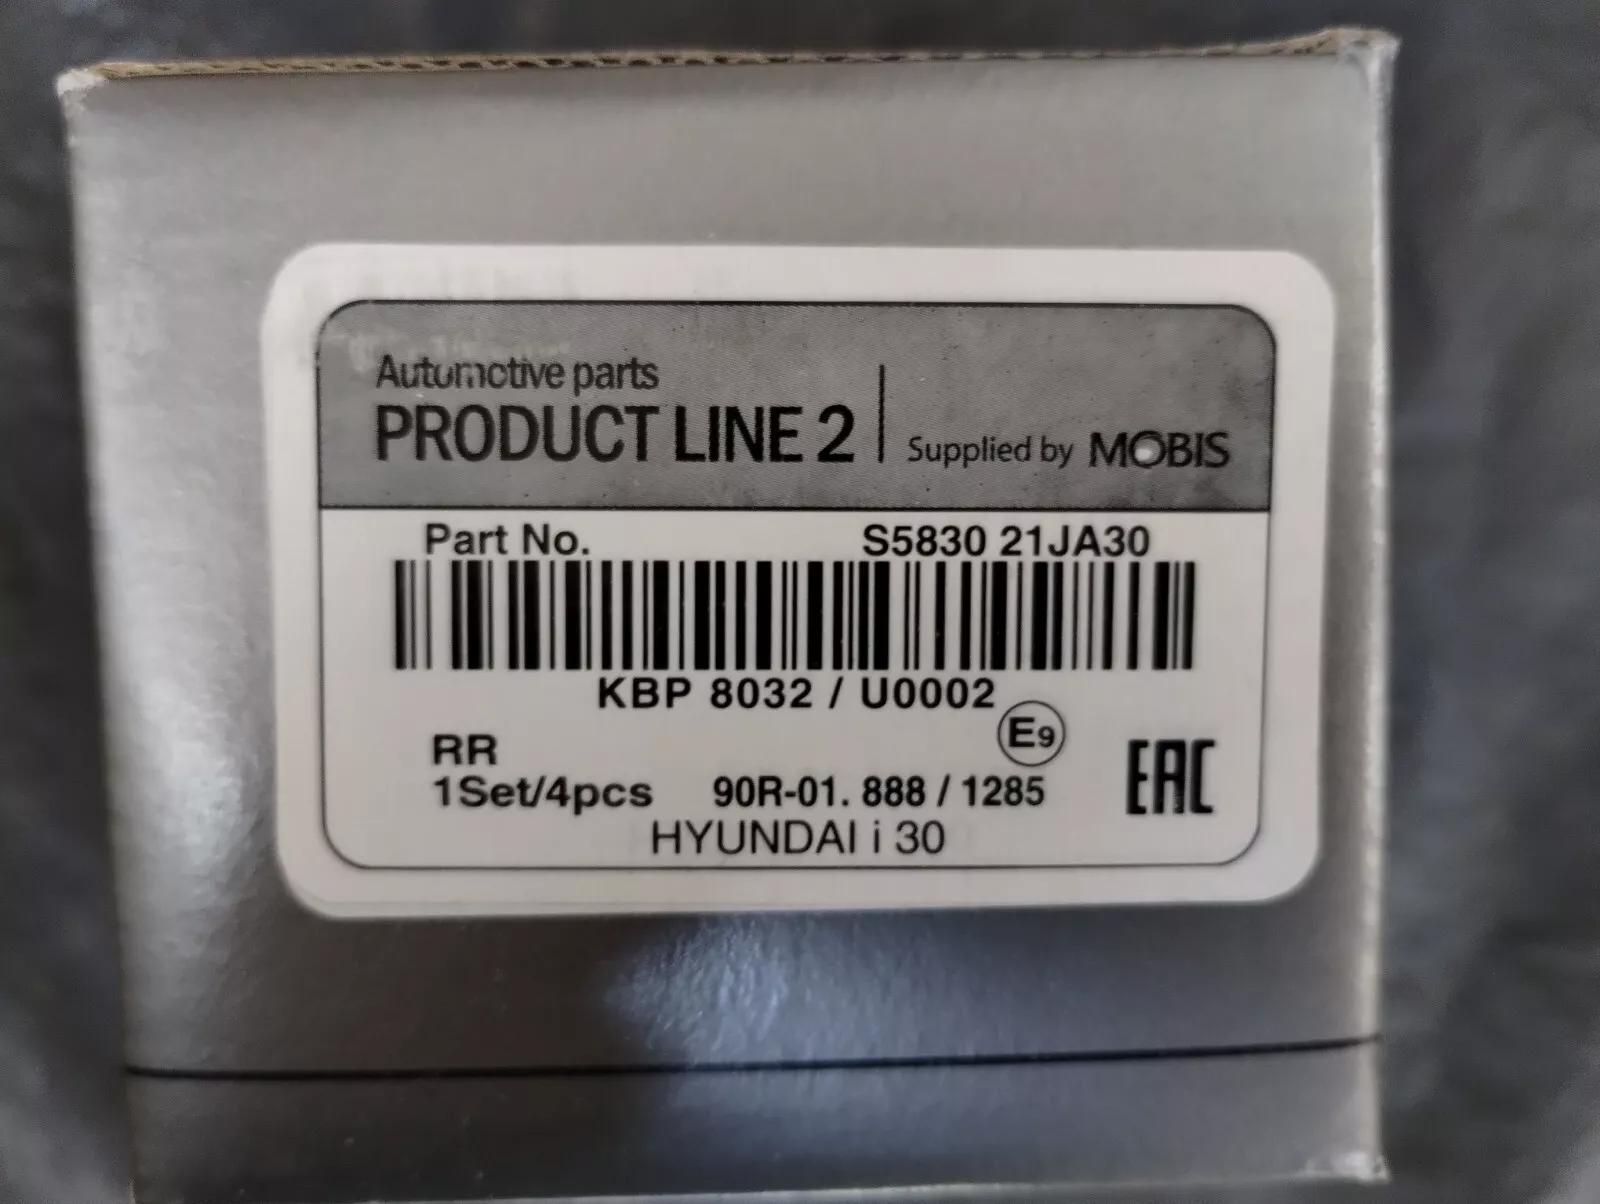 Automotive parts
PRODUCT LINE 2
Supplied by MOBIS
Part No. S5830 21JA30
KBP 8032 / U0002
E9
RR
1Set/4pcs 90R-01. 888 / 1285
EAC
HYUNDAI i 30